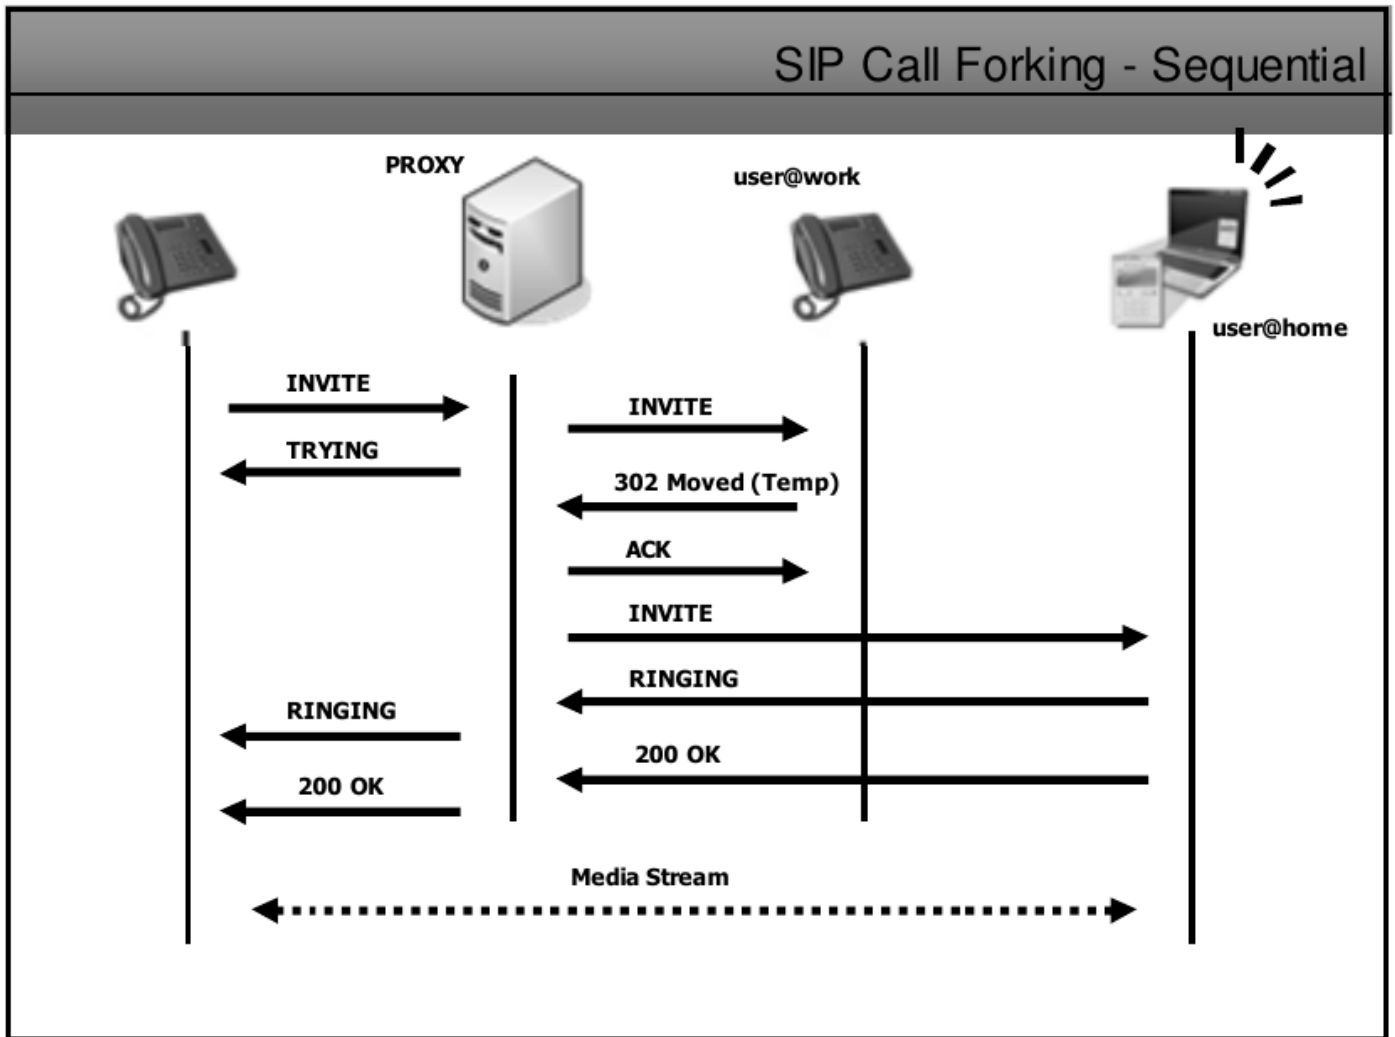 SIP Call Forking - Sequential
PROXY
user@work
user@home
INVITE
INVITE
TRYING
302 Moved (Temp)
ACK
INVITE
RINGING
RINGING
200 OK
200 OK
Media Stream